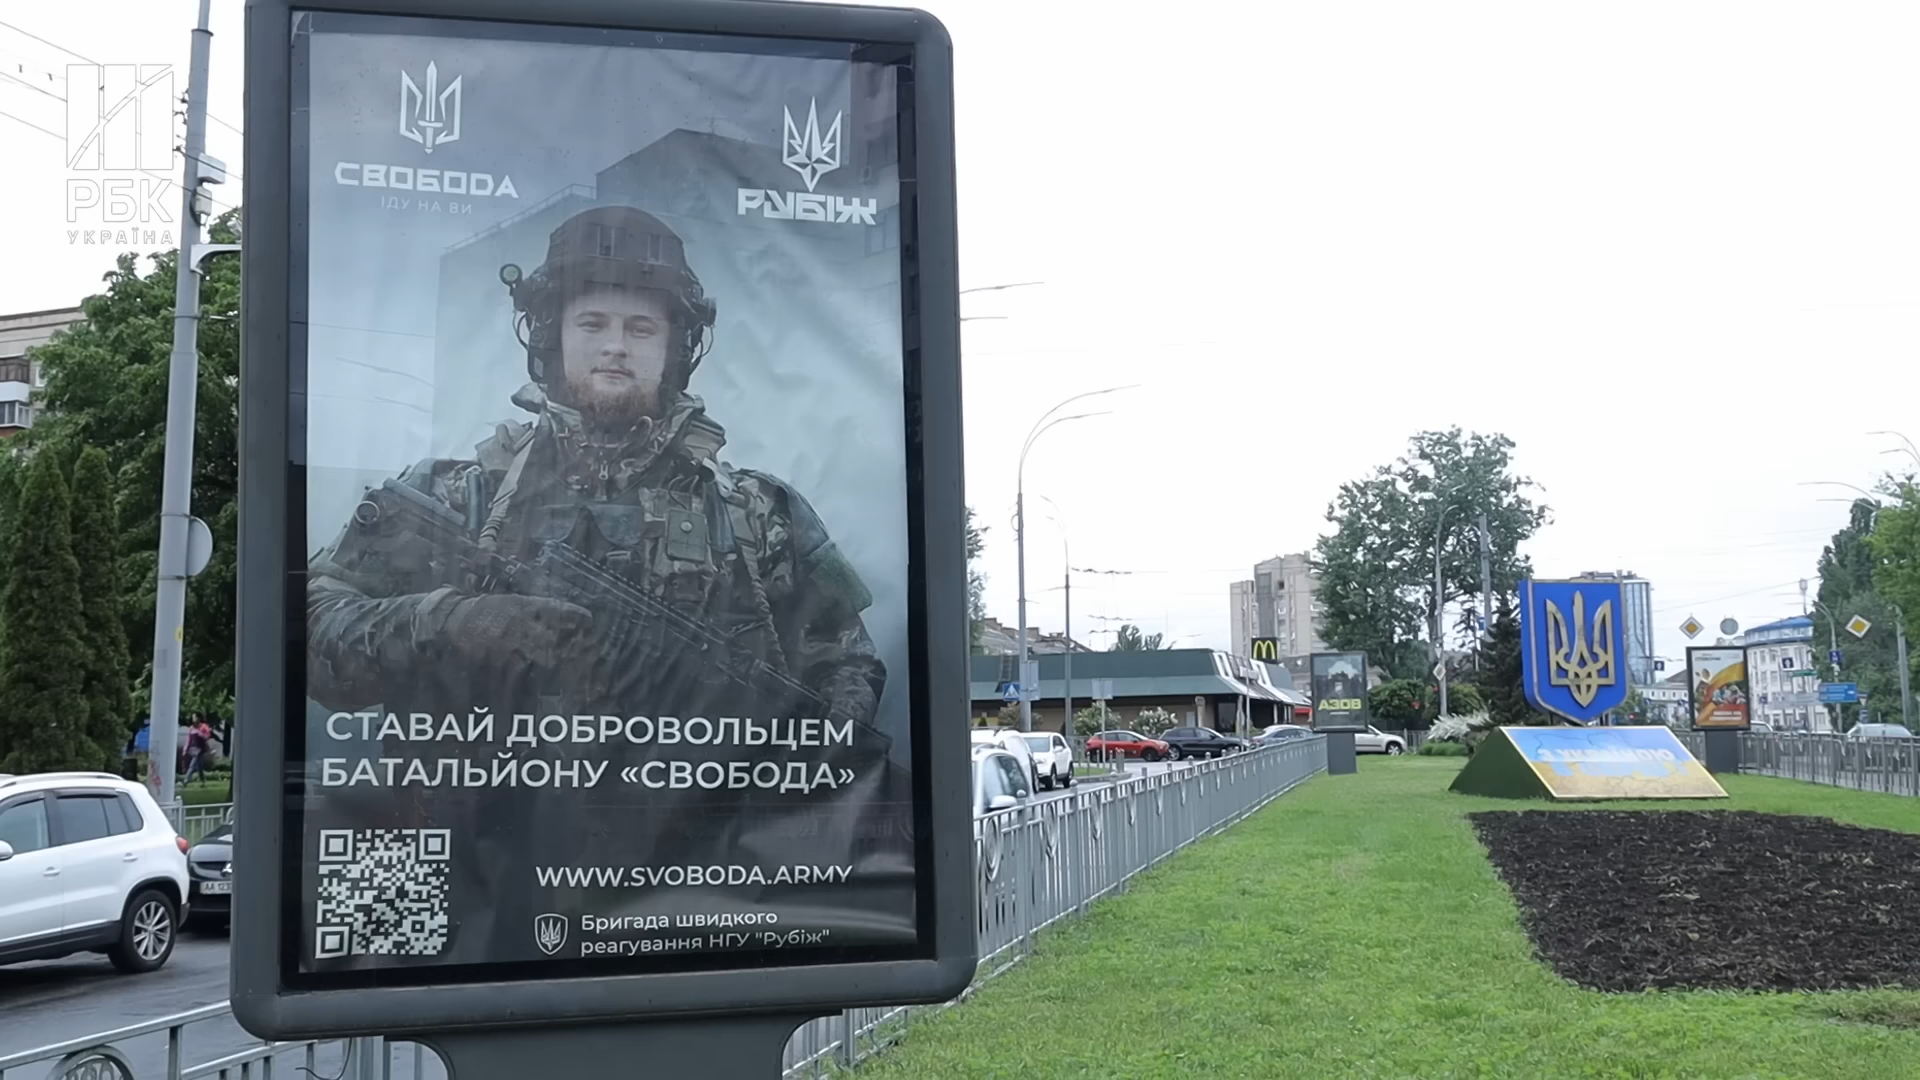 РБК
УКРАЇНА
СВОБОДА
ІДУ НА ВИ
РУБІЖ
СТАВАЙ ДОБРОВОЛЬЦЕМ
БАТАЛЬЙОНУ «СВОБОДА»
WWW.SVOBODA.ARMY
Бригада швидкого
реагування НГУ "Рубіж"
АЗОВ
З УКРАЇНОЮ